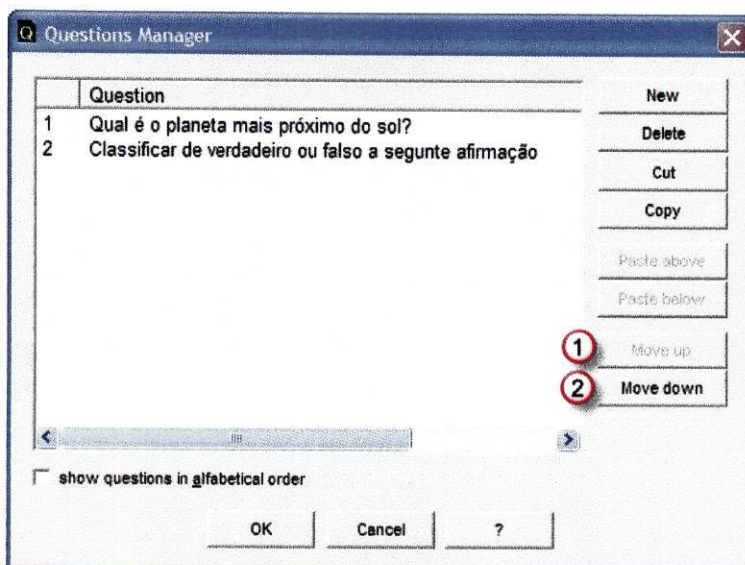 Q Questions Manager
Question
1 Qual é o planeta mais próximo do sol?
2 Classificar de verdadeiro ou falso a segunte afirmação
New
Delete
Cut
Copy
Paste above
Paste below
1 Move up
2 Move down
show questions in alfabetical order
OK Cancel ?